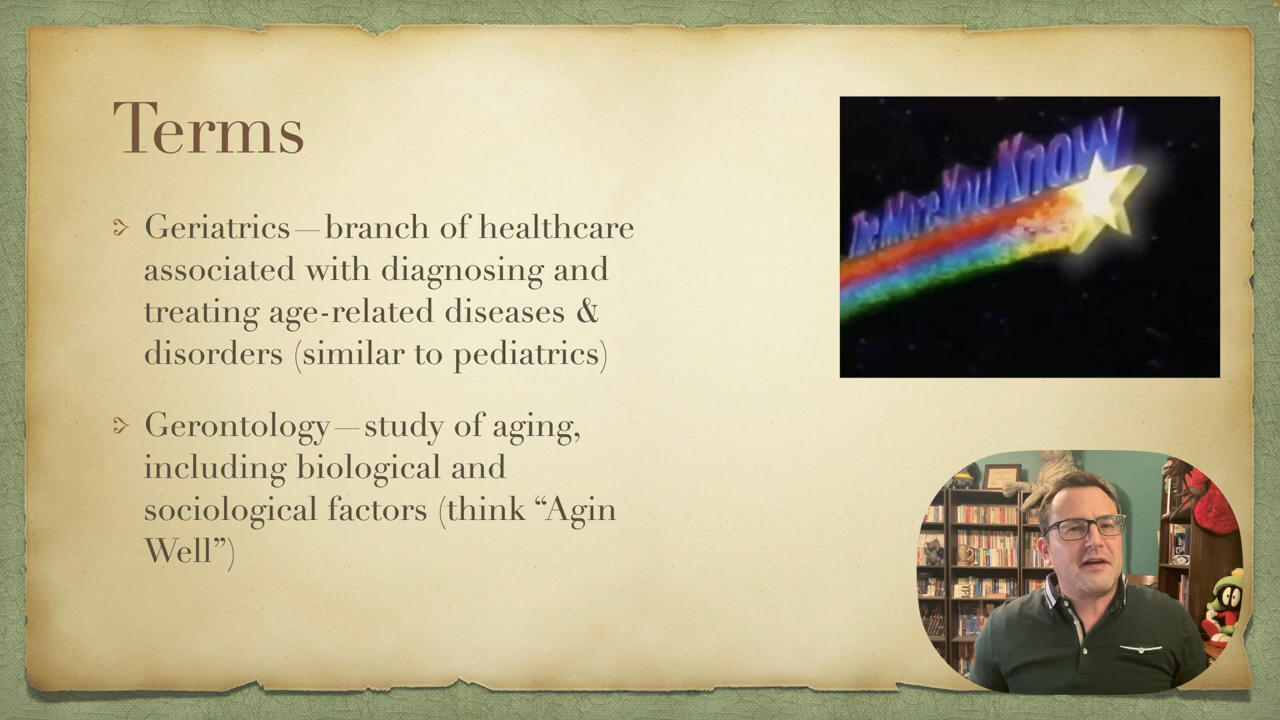 Terms
Geriatrics—branch of healthcare
associated with diagnosing and
treating age-related diseases &
disorders (similar to pediatrics)
Gerontology—study of aging,
including biological and
sociological factors (think “Agin
Well”)
The More You Know